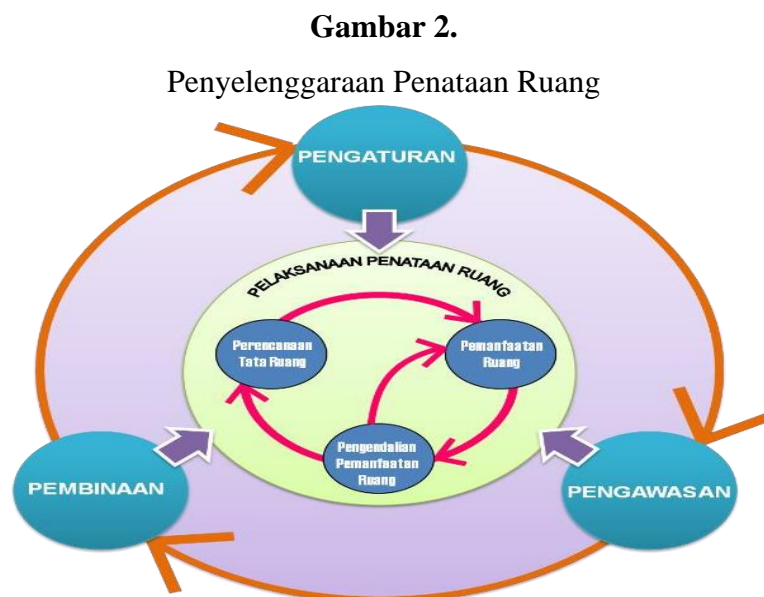 Gambar 2.
Penyelenggaraan Penataan Ruang
PENGATURAN
PELAKSANAAN PENATAAN RUANG
Perencanaan
Tata Ruang
Pemanfaatan
Ruang
Pengendalian
Pemanfaatan
Ruang
PEMBINAAN
PENGAWASAN